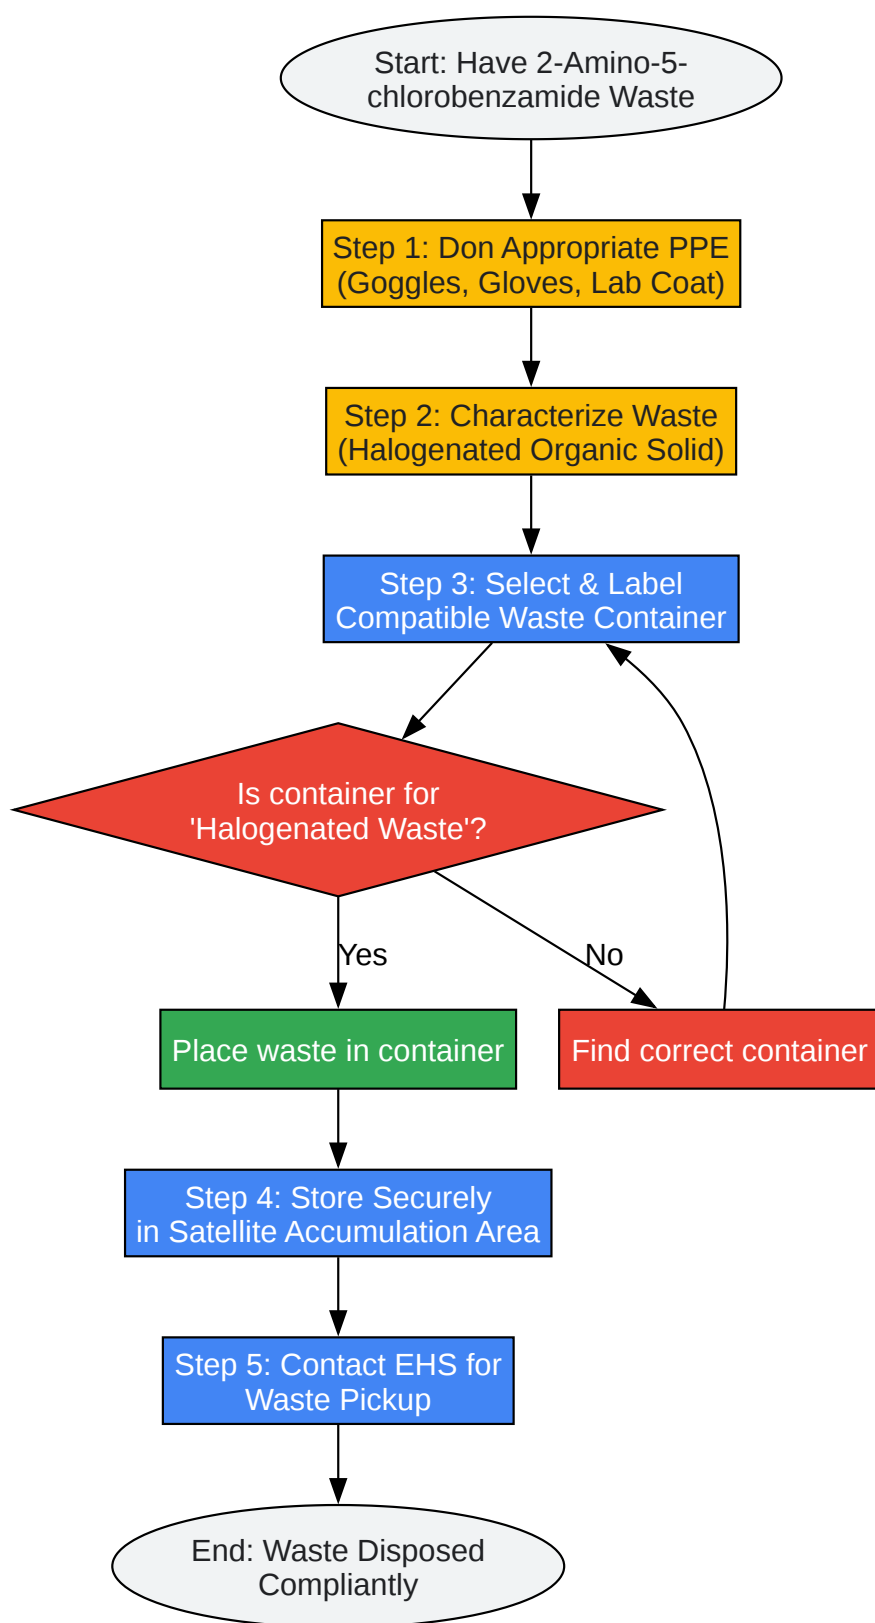 Start: Have 2-Amino-5-
chlorobenzamide Waste
Step 1: Don Appropriate PPE
(Goggles, Gloves, Lab Coat)
Step 2: Characterize Waste
(Halogenated Organic Solid)
Step 3: Select & Label
Compatible Waste Container
Is container for
'Halogenated Waste'?
Yes
No
Place waste in container
Find correct container
Step 4: Store Securely
in Satellite Accumulation Area
Step 5: Contact EHS for
Waste Pickup
End: Waste Disposed
Compliantly